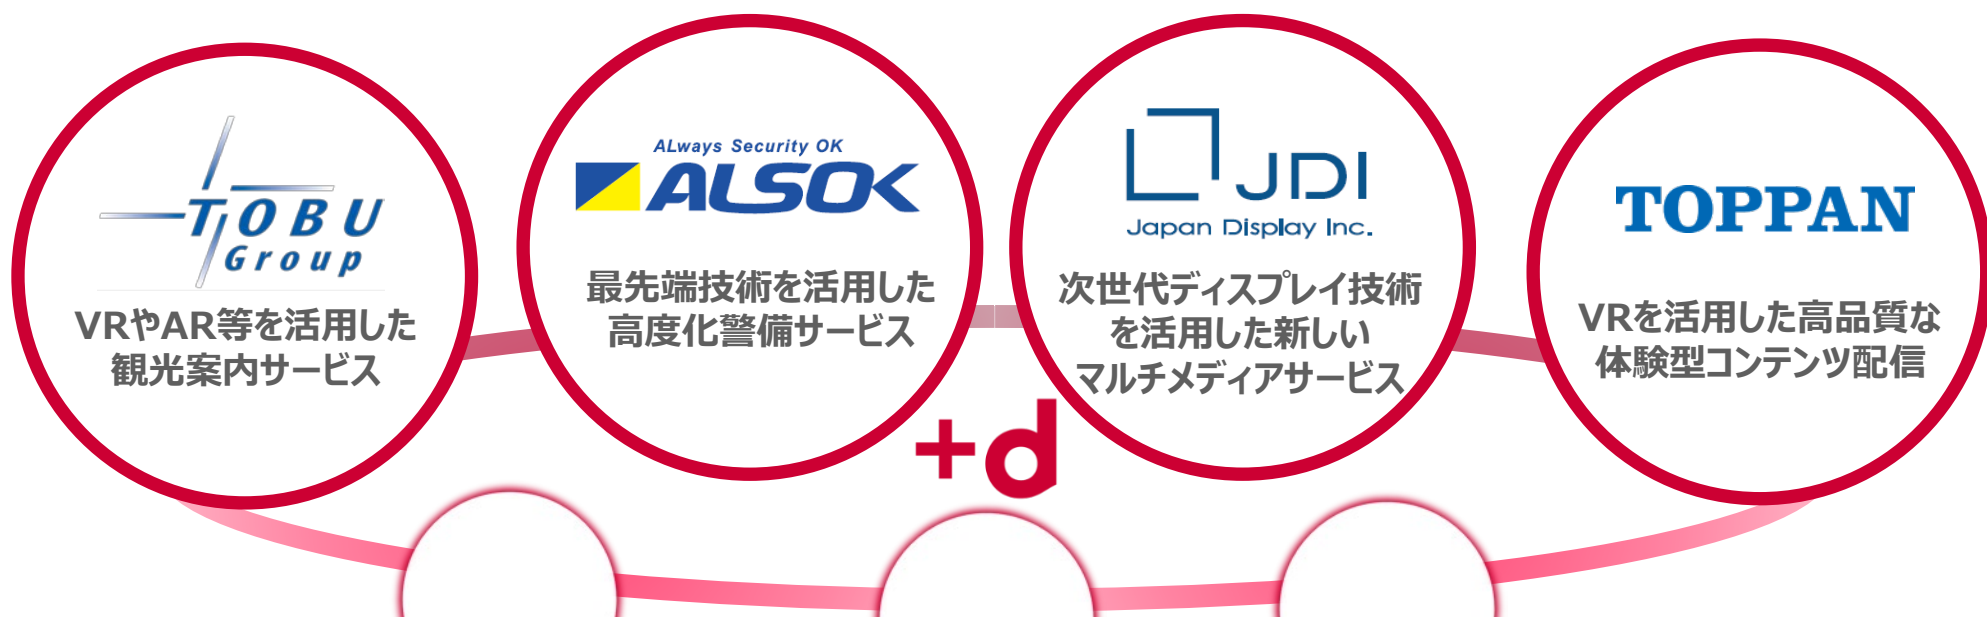 TOBU
Group
VRやAR等を活用した
観光案内サービス
ALways Security OK
ALSOK
最先端技術を活用した
高度化警備サービス
JDI
Japan Display Inc.
次世代ディスプレイ技術
を活用した新しい
マルチメディアサービス
TOPPAN
VRを活用した高品質な
体験型コンテンツ配信
+d